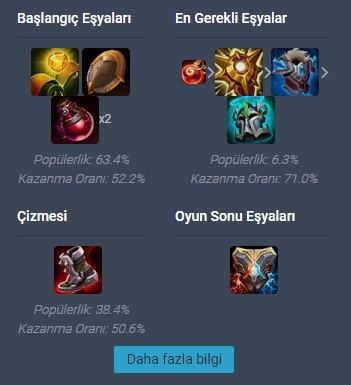 Başlangıç Eşyaları
x2
Popülerlik: 63.4%
Kazanma Oranı: 52.2%
En Gerekli Eşyalar
Popülerlik: 6.3%
Kazanma Oranı: 71.0%
Çizmesi
Popülerlik: 38.4%
Kazanma Oranı: 50.6%
Oyun Sonu Eşyaları
Daha fazla bilgi